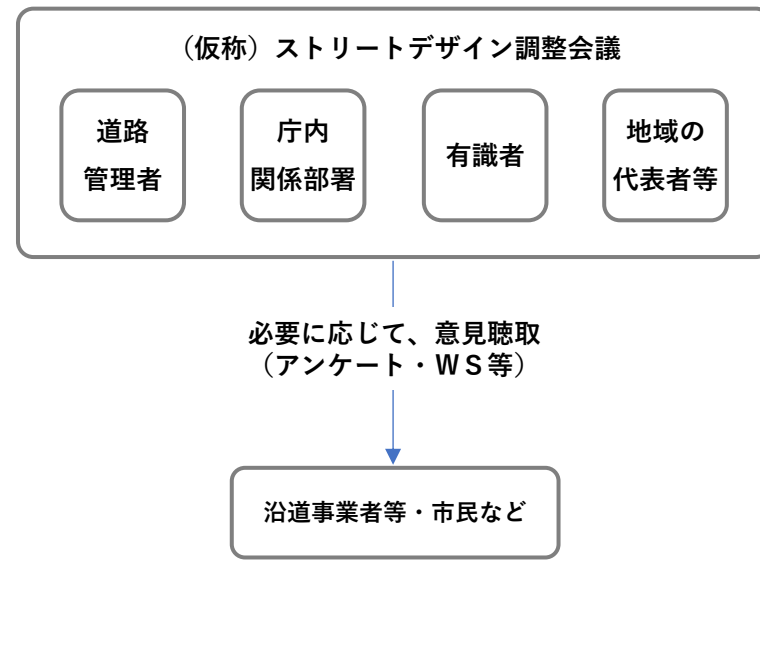 （仮称）ストリートデザイン調整会議
道路
管理者
庁内
関係部署
有識者
地域の
代表者等
必要に応じて、意見聴取
（アンケート・ＷＳ等）
沿道事業者等・市民など